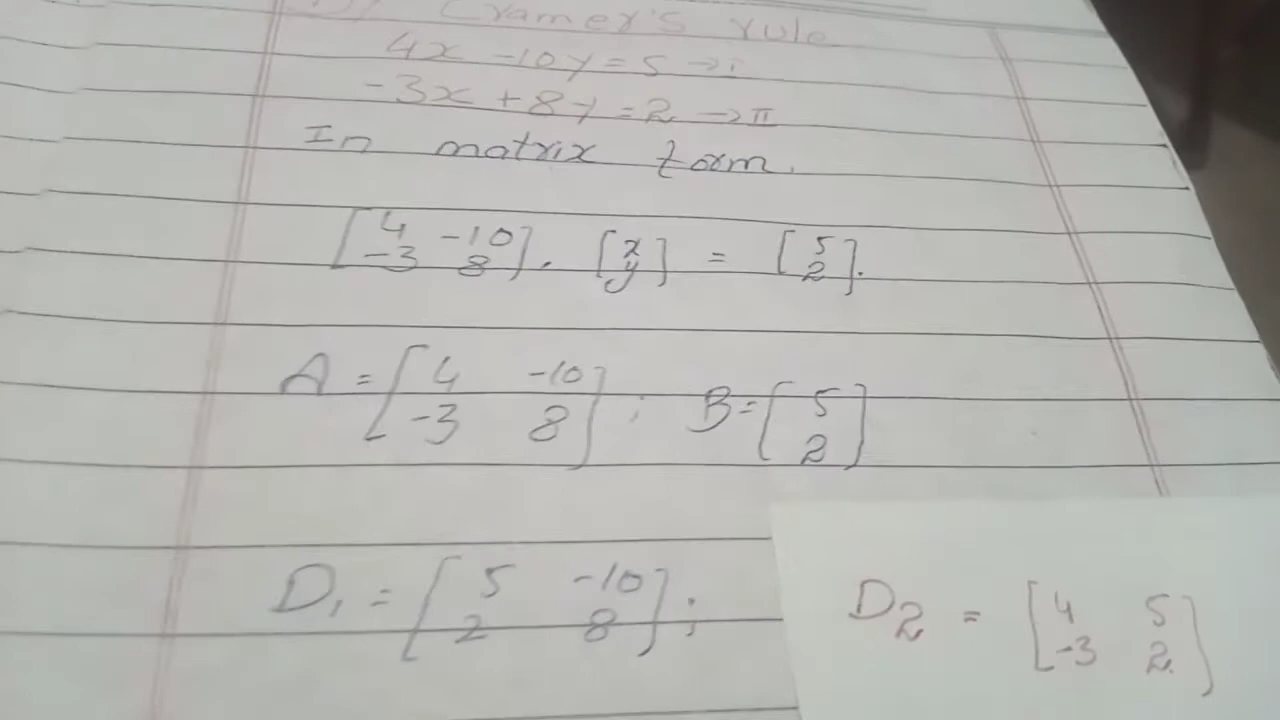 Cramer's rule
4x -10y = 5 →i
-3x + 8y = 2 →II
In matrix form.
[4 -10
-3 8]. [x
y] = [5
2].
A = [4 -10
-3 8] ; B = [5
2]
D1 = [5 -10
2 8] ;
D2 = [4 5
-3 2]